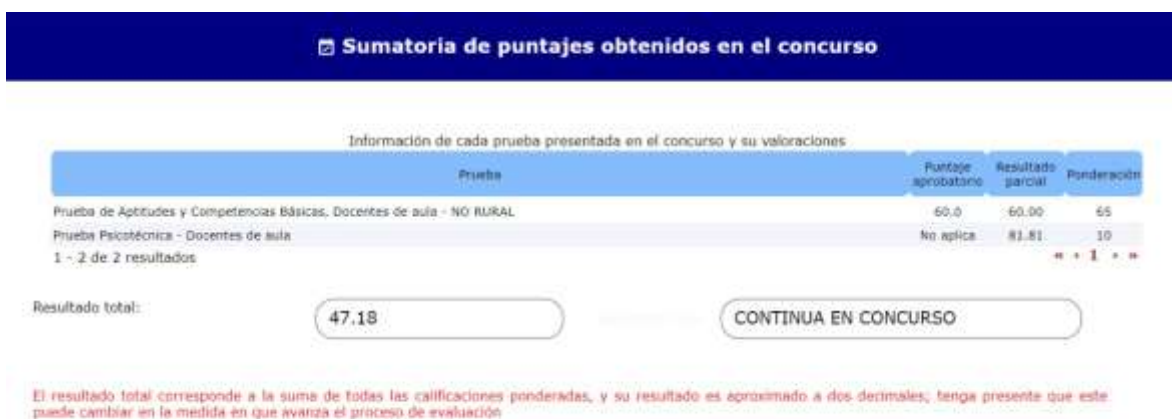 Sumatoria de puntajes obtenidos en el concurso
Información de cada prueba presentada en el concurso y su valoraciones
Prueba Puntaje aprobatorio Resultado parcial Ponderación
Prueba de Aptitudes y Competencias Básicas. Docentes de aula - NO RURAL 60.0 60.00 65
Prueba Psicotécnica - Docentes de aula No aplica 81.81 10
1 - 2 de 2 resultados « ‹ 1 › »
Resultado total: 47.18 CONTINUA EN CONCURSO
El resultado total corresponde a la suma de todas las calificaciones ponderadas, y su resultado es aproximado a dos decimales; tenga presente que este
puede cambiar en la medida en que avanza el proceso de evaluación